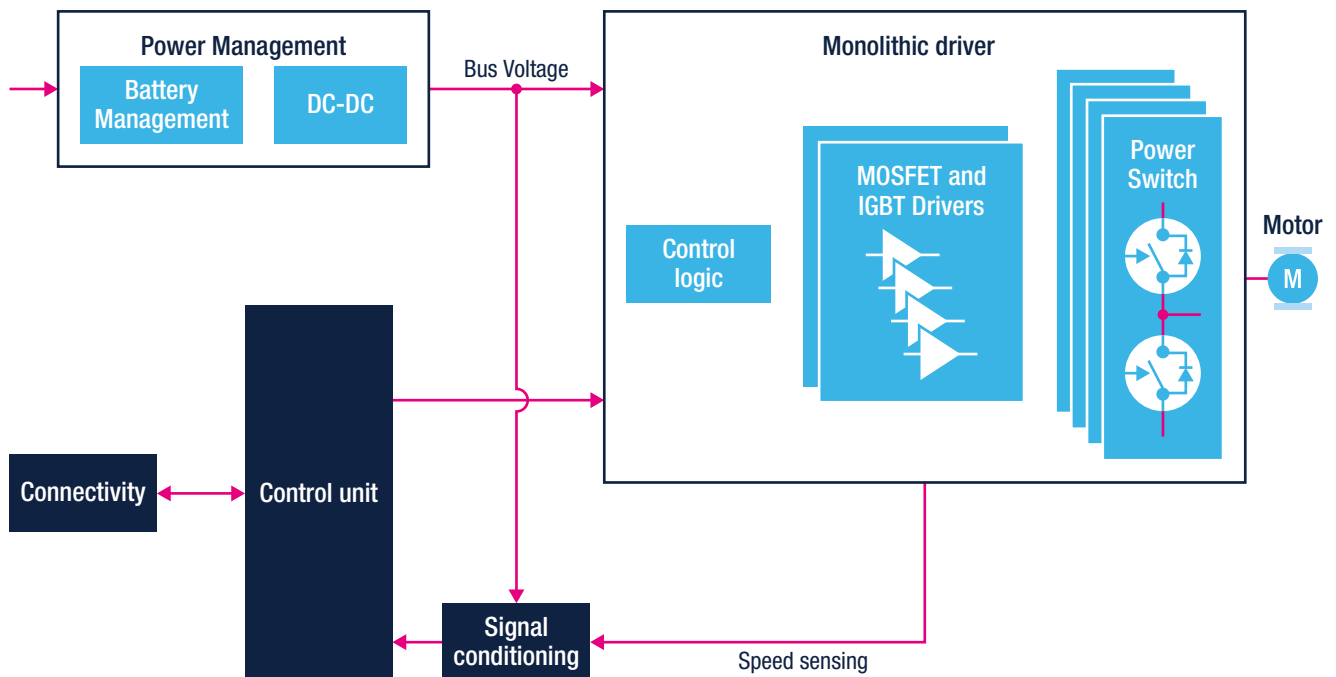 Power Management
Battery
Management
DC-DC
Bus Voltage
Monolithic driver
Control
logic
MOSFET and
IGBT Drivers
Power
Switch
Motor
M
Connectivity
Control unit
Signal
conditioning
Speed sensing